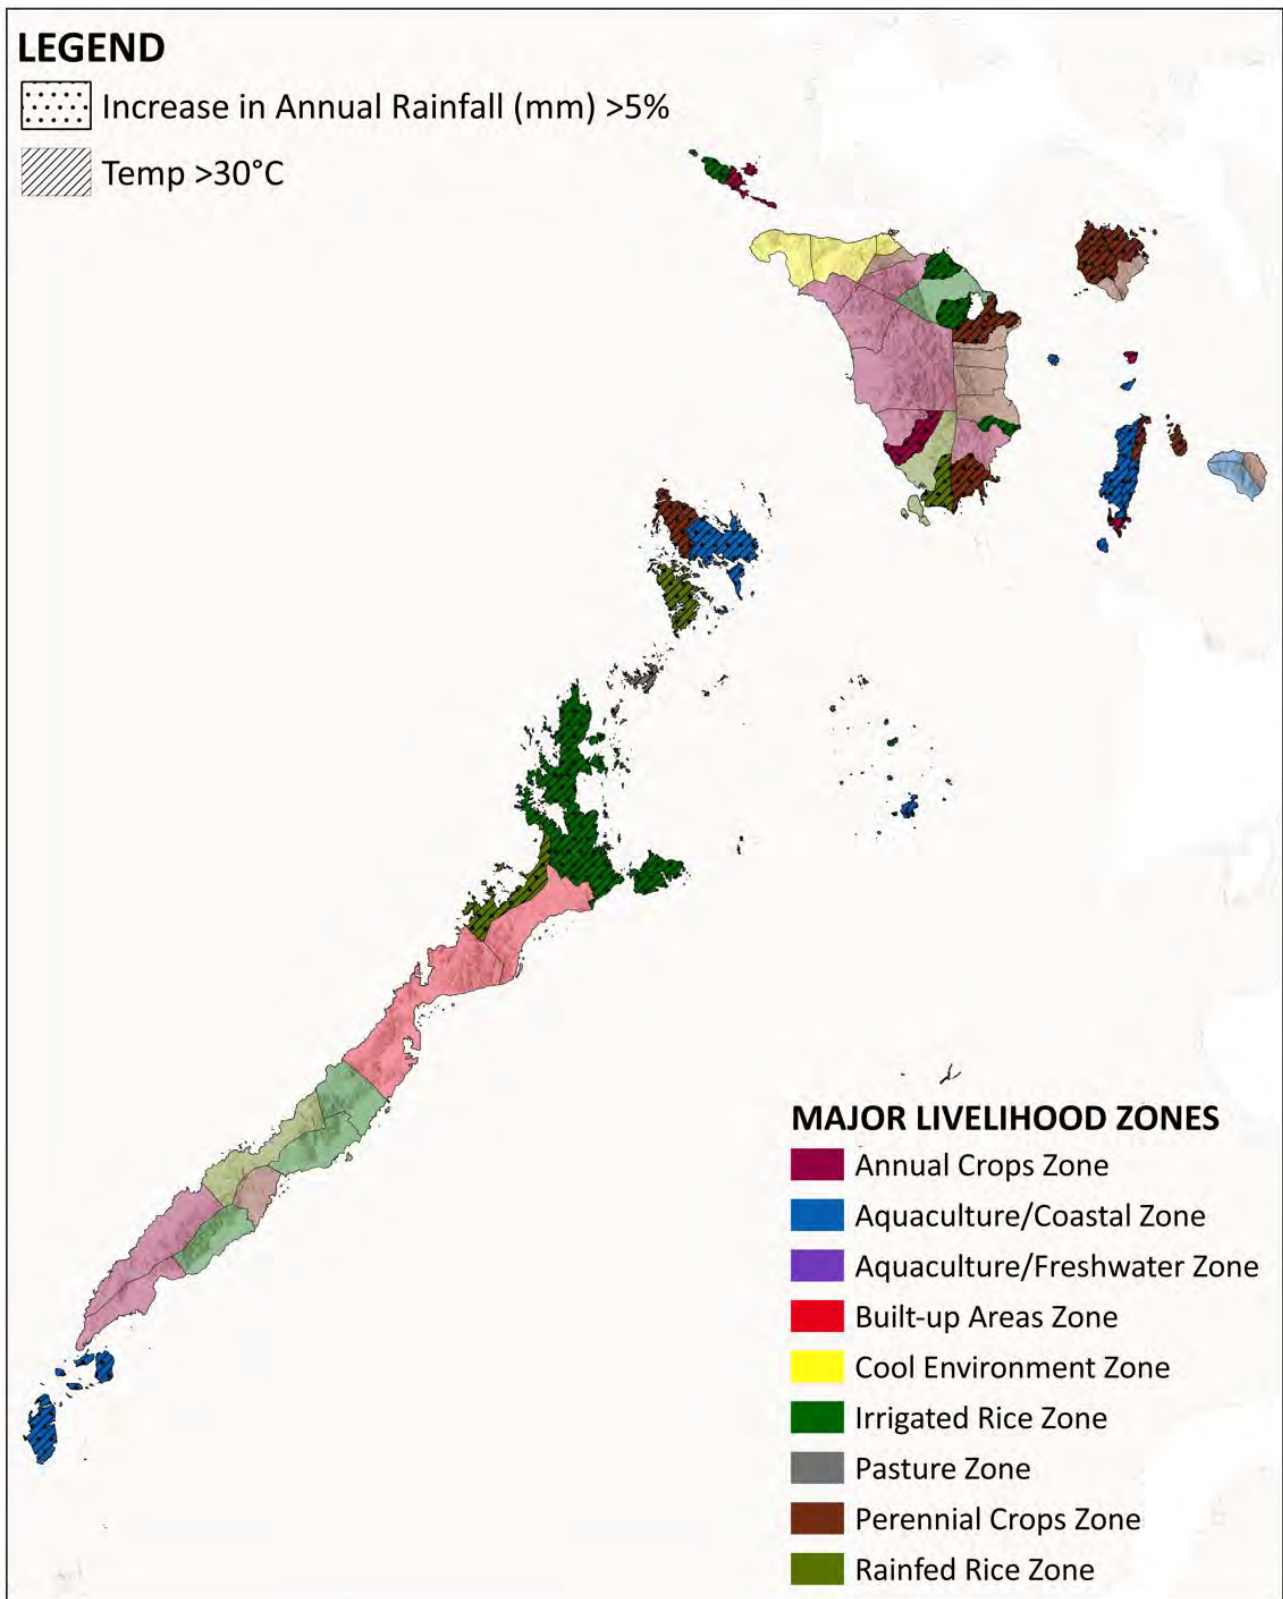 LEGEND
Increase in Annual Rainfall (mm) >5%
Temp >30°C
MAJOR LIVELIHOOD ZONES
Annual Crops Zone
Aquaculture/Coastal Zone
Aquaculture/Freshwater Zone
Built-up Areas Zone
Cool Environment Zone
Irrigated Rice Zone
Pasture Zone
Perennial Crops Zone
Rainfed Rice Zone